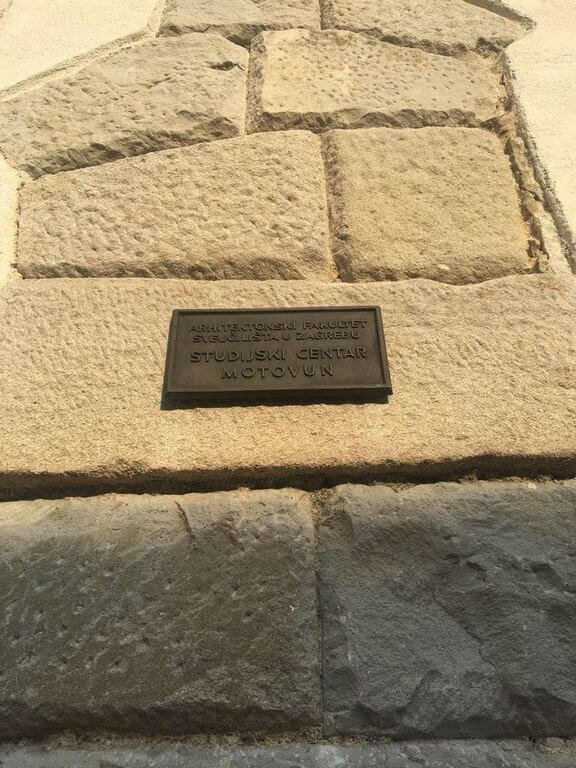 ARHITEKTONSKI FAKULTET
SVEUČILIŠTA U ZAGREBU
STUDIJSKI CENTAR
MOTOVUN